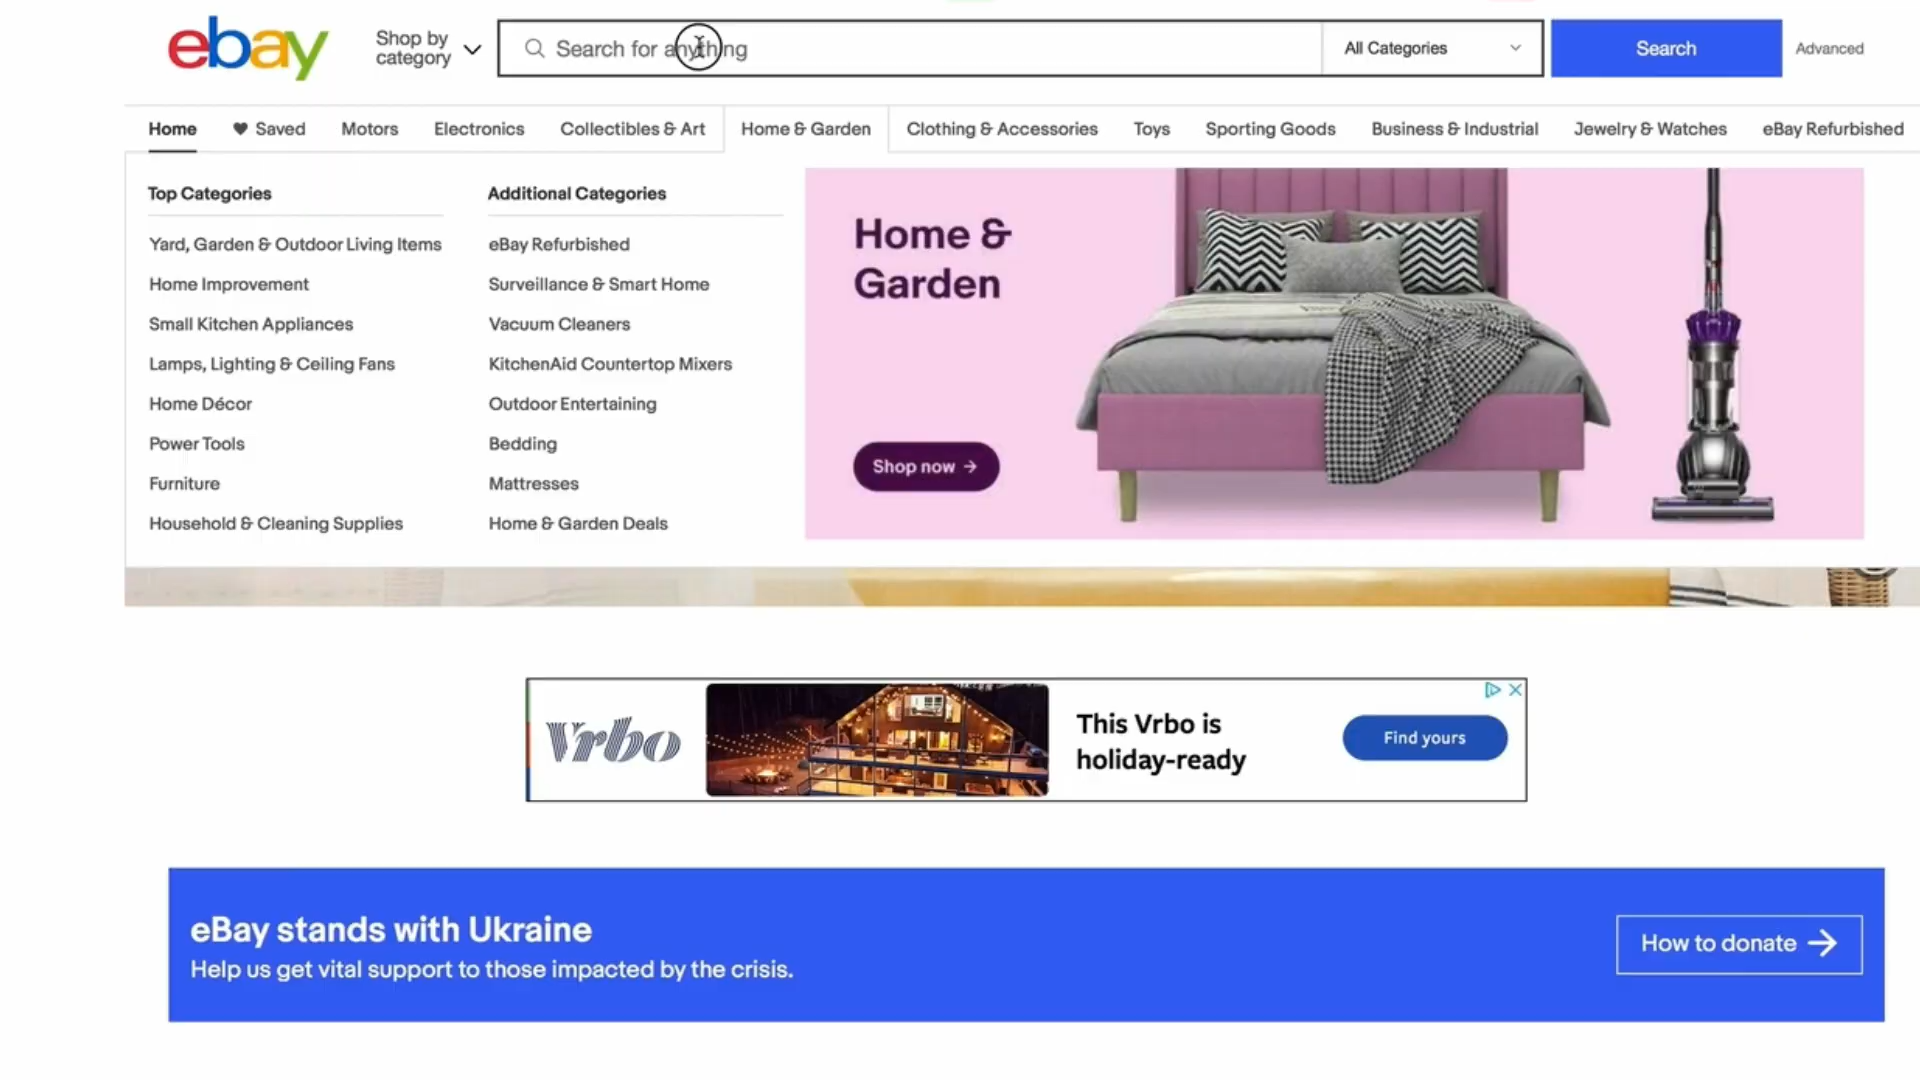 ebay
Shop by
category
Search for anything
All Categories
Search
Advanced
Home
Saved
Motors
Electronics
Collectibles & Art
Home & Garden
Clothing & Accessories
Toys
Sporting Goods
Business & Industrial
Jewelry & Watches
eBay Refurbished
Top Categories
Yard, Garden & Outdoor Living Items
Home Improvement
Small Kitchen Appliances
Lamps, Lighting & Ceiling Fans
Home Décor
Power Tools
Furniture
Household & Cleaning Supplies
Additional Categories
eBay Refurbished
Surveillance & Smart Home
Vacuum Cleaners
KitchenAid Countertop Mixers
Outdoor Entertaining
Bedding
Mattresses
Home & Garden Deals
Home &
Garden
Shop now →
Vrbo
This Vrbo is
holiday-ready
Find yours
eBay stands with Ukraine
Help us get vital support to those impacted by the crisis.
How to donate →